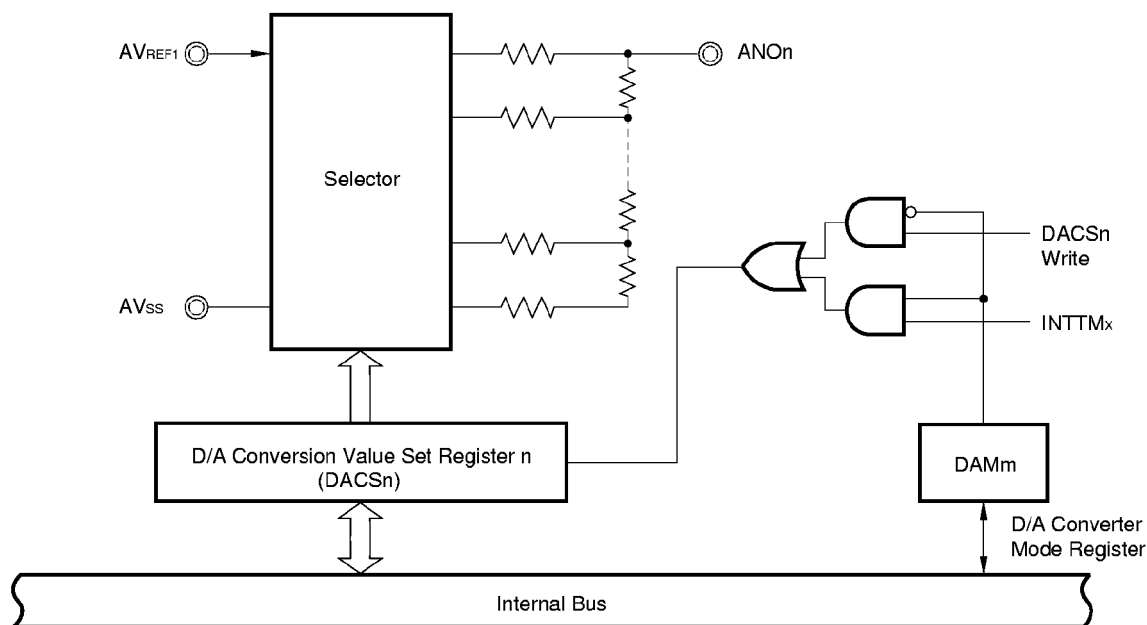 AVREF1
ANOn
Selector
DACSn
Write
AVSS
INTTMx
D/A Conversion Value Set Register n
(DACSn)
DAMm
D/A Converter
Mode Register
Internal Bus